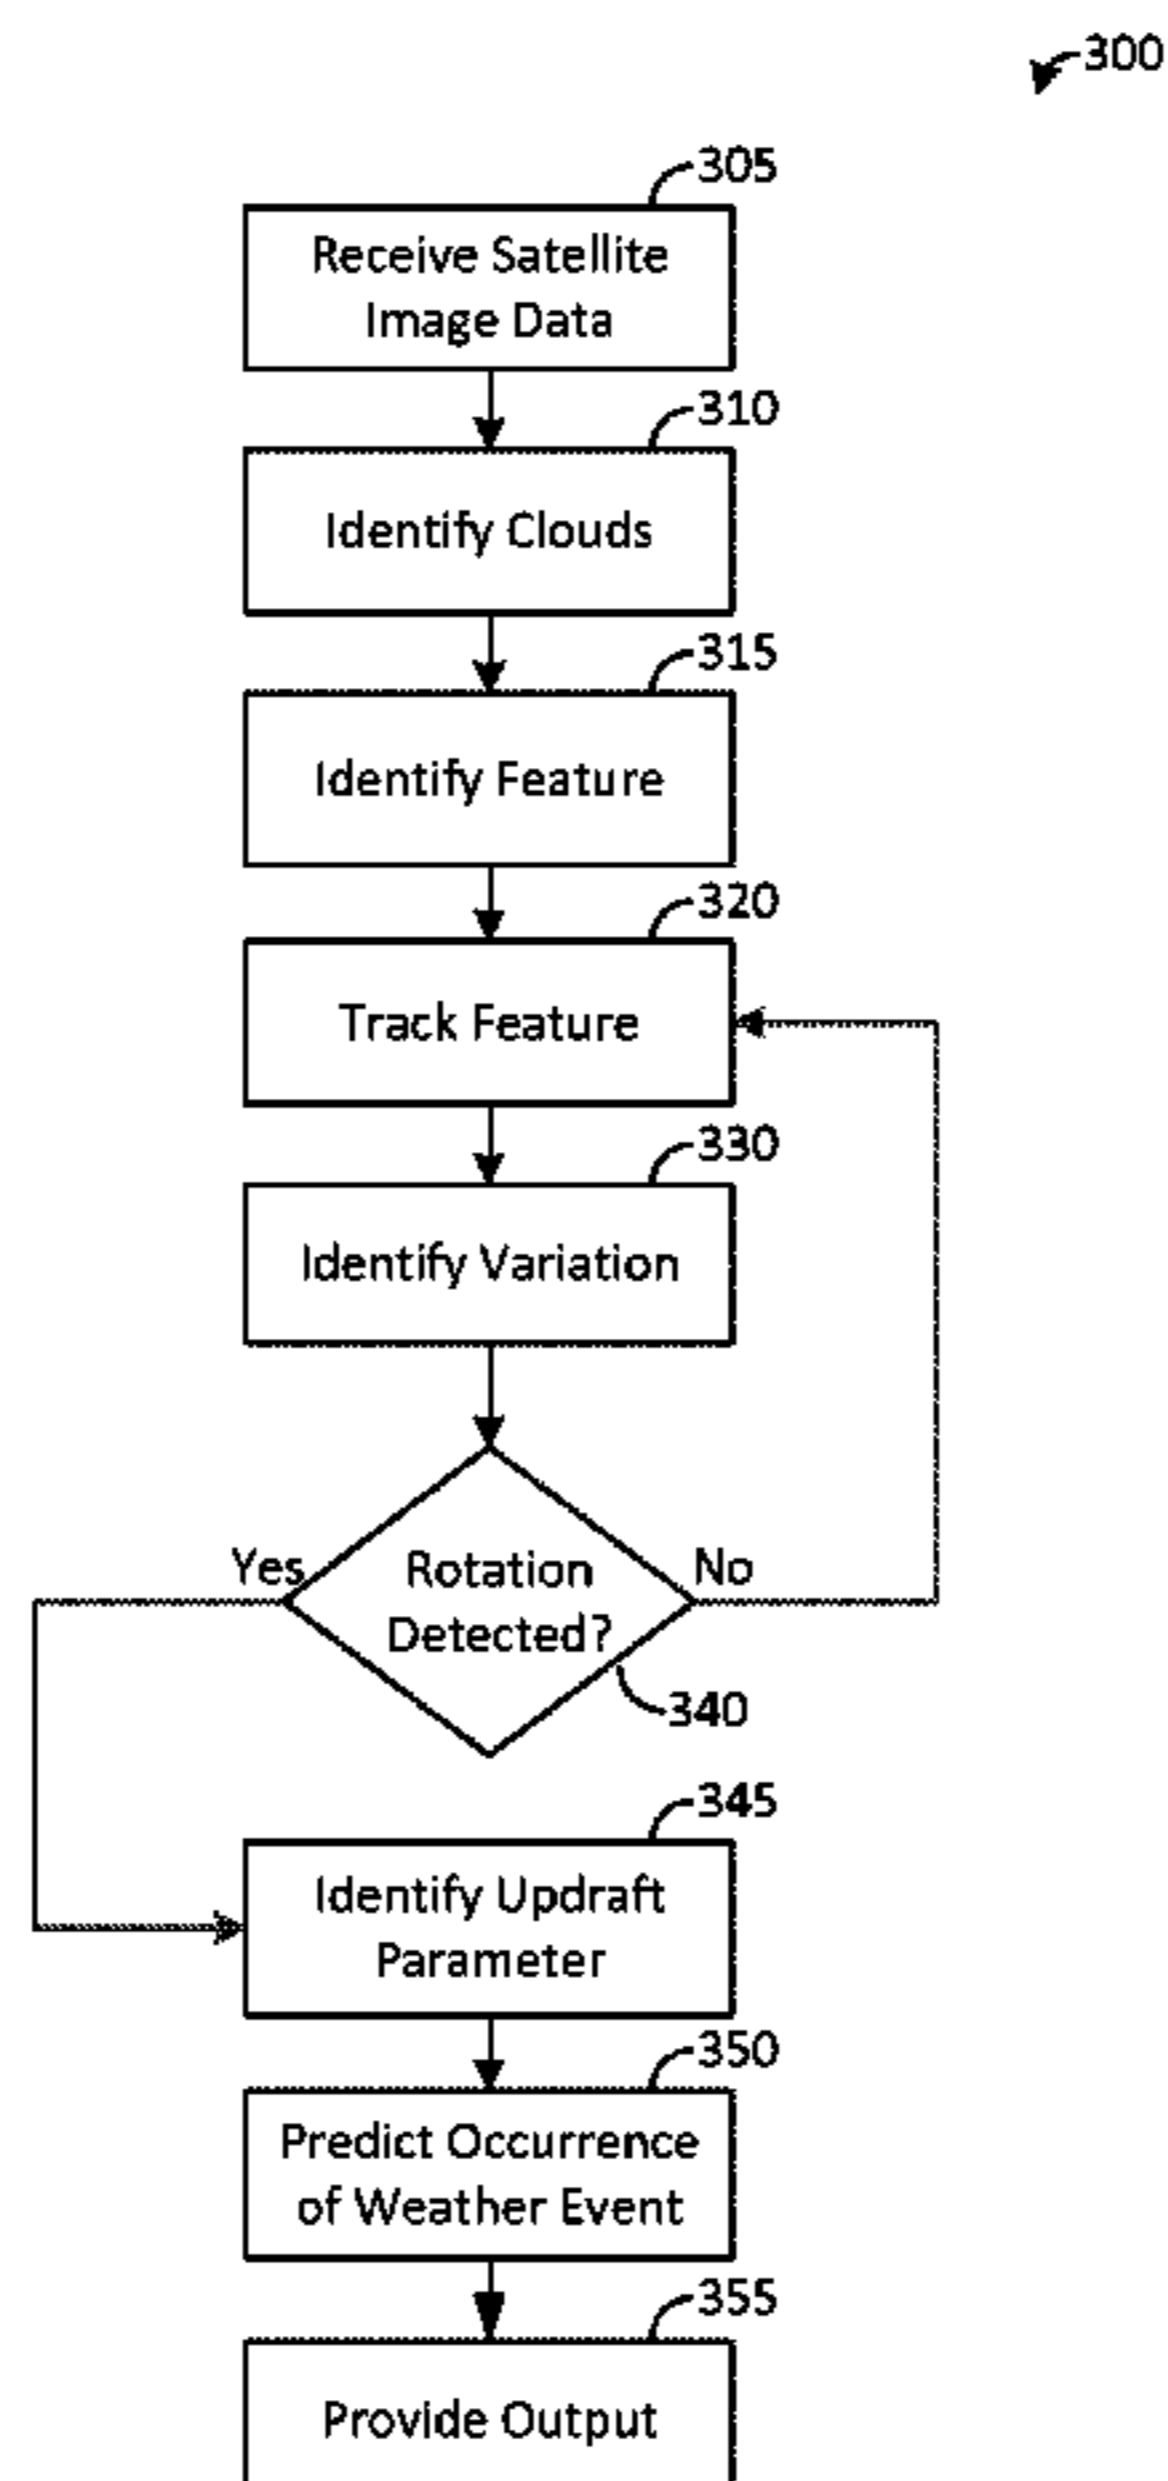 300
305
Receive Satellite
Image Data
310
Identify Clouds
315
Identify Feature
320
Track Feature
330
Identify Variation
Yes
Rotation
Detected?
No
340
345
Identify Updraft
Parameter
350
Predict Occurrence
of Weather Event
355
Provide Output